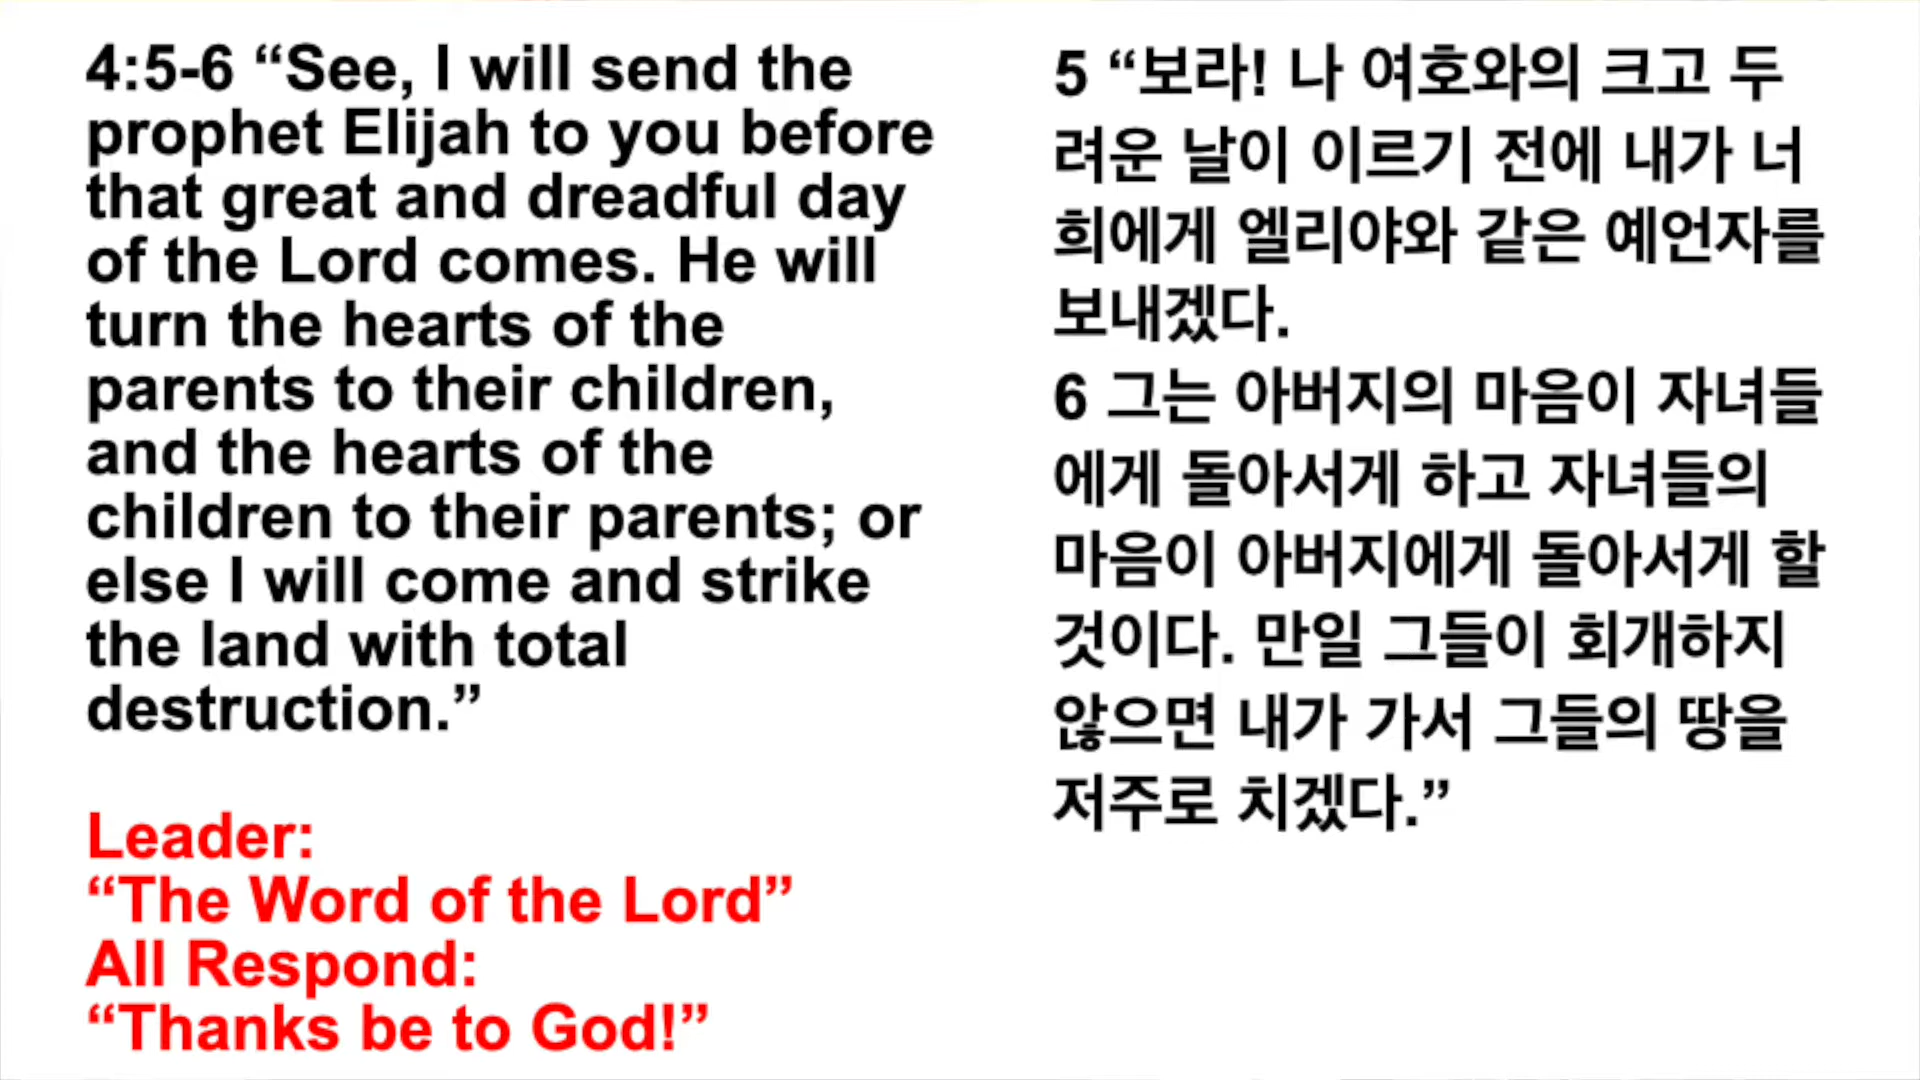 4:5-6 “See, I will send the
prophet Elijah to you before
that great and dreadful day
of the Lord comes. He will
turn the hearts of the
parents to their children,
and the hearts of the
children to their parents; or
else I will come and strike
the land with total
destruction.”
Leader:
“The Word of the Lord”
All Respond:
“Thanks be to God!”
5 “보라! 나 여호와의 크고 두
려운 날이 이르기 전에 내가 너
희에게 엘리야와 같은 예언자를
보내겠다.
6 그는 아버지의 마음이 자녀들
에게 돌아서게 하고 자녀들의
마음이 아버지에게 돌아서게 할
것이다. 만일 그들이 회개하지
않으면 내가 가서 그들의 땅을
저주로 치겠다.”